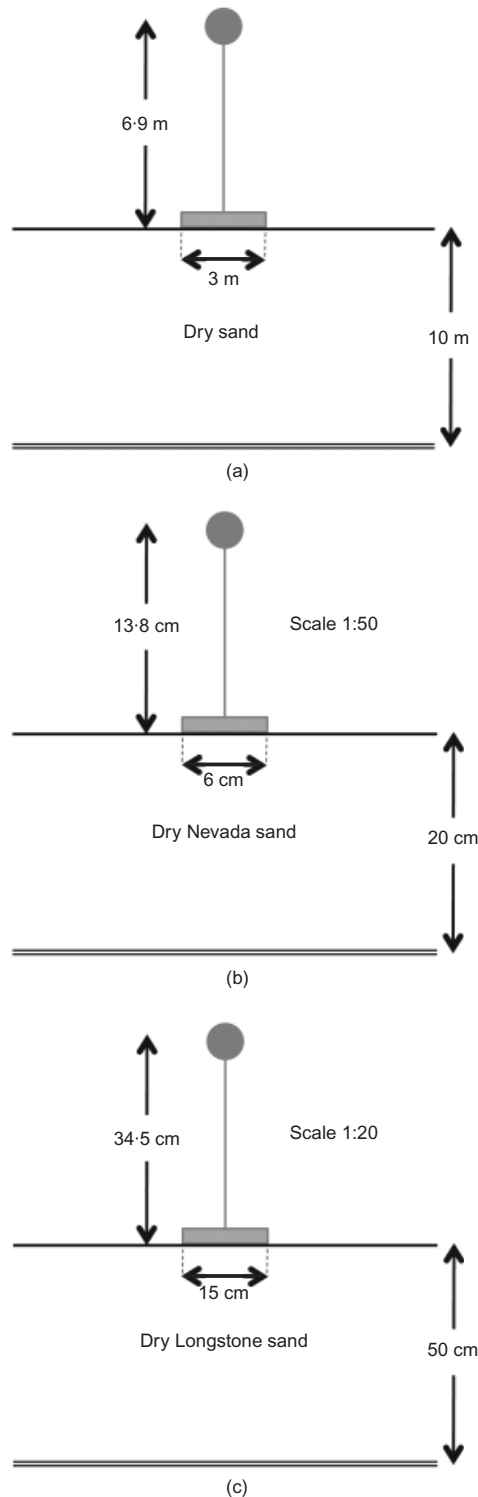 6·9 m
3 m
Dry sand
10 m
(a)
13·8 cm
Scale 1:50
6 cm
Dry Nevada sand
20 cm
(b)
34·5 cm
Scale 1:20
15 cm
Dry Longstone sand
50 cm
(c)